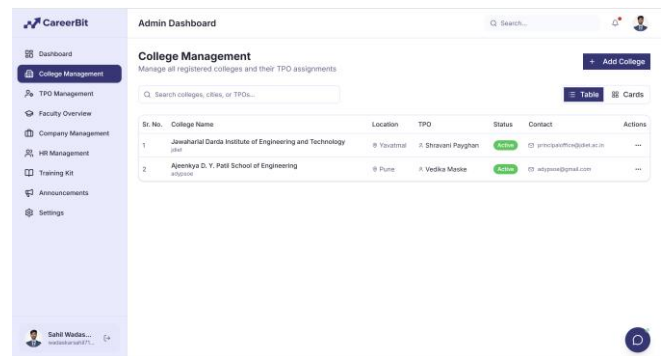 CareerBit
Admin Dashboard
Search...
Dashboard
College Management
TPO Management
Faculty Overview
Company Management
HR Management
Training Kit
Announcements
Settings
College Management
Manage all registered colleges and their TPO assignments
+ Add College
Search colleges, cities, or TPOs...
Table
Cards
Sr. No. College Name Location TPO Status Contact Actions
1 Jawaharlal Darda Institute of Engineering and Technology Yavatmal Shravani Payghan Active principaloffice@jdiet.ac.in ...
jdiet
2 Ajeenkya D. Y. Patil School of Engineering Pune Vedika Maske Active adypsoe@gmail.com ...
adypsoe
Sahil Wadas...
wadaskarsahil71...